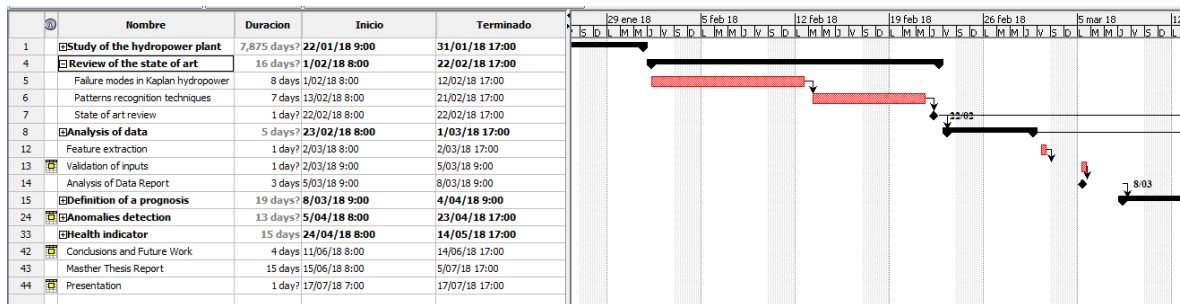 Nombre Duracion Inicio Terminado
29 ene 18 5 feb 18 12 feb 18 19 feb 18 26 feb 18 5 mar 18 12
S D L M M J V S D L M M J V S D L M M J V S D L M M J V S D L M M J V S D L M M J V S D L
1 Study of the hydropower plant 7,875 days? 22/01/18 9:00 31/01/18 17:00
4 Review of the state of art 16 days? 1/02/18 8:00 22/02/18 17:00
5 Failure modes in Kaplan hydropower 8 days 1/02/18 8:00 12/02/18 17:00
6 Patterns recognition techniques 7 days 13/02/18 8:00 21/02/18 17:00
7 State of art review 1 day? 22/02/18 8:00 22/02/18 17:00 22/02
8 Analysis of data 5 days? 23/02/18 8:00 1/03/18 17:00
12 Feature extraction 1 day? 2/03/18 8:00 2/03/18 17:00
13 Validation of inputs 1 day? 2/03/18 9:00 5/03/18 9:00
14 Analysis of Data Report 3 days 5/03/18 9:00 8/03/18 9:00 8/03
15 Definition of a prognosis 19 days? 8/03/18 9:00 4/04/18 9:00
24 Anomalies detection 13 days? 5/04/18 8:00 23/04/18 17:00
33 Health indicator 15 days 24/04/18 8:00 14/05/18 17:00
42 Conclusions and Future Work 4 days 11/06/18 8:00 14/06/18 17:00
43 Masther Thesis Report 15 days 15/06/18 8:00 5/07/18 17:00
44 Presentation 1 day? 17/07/18 7:00 17/07/18 17:00